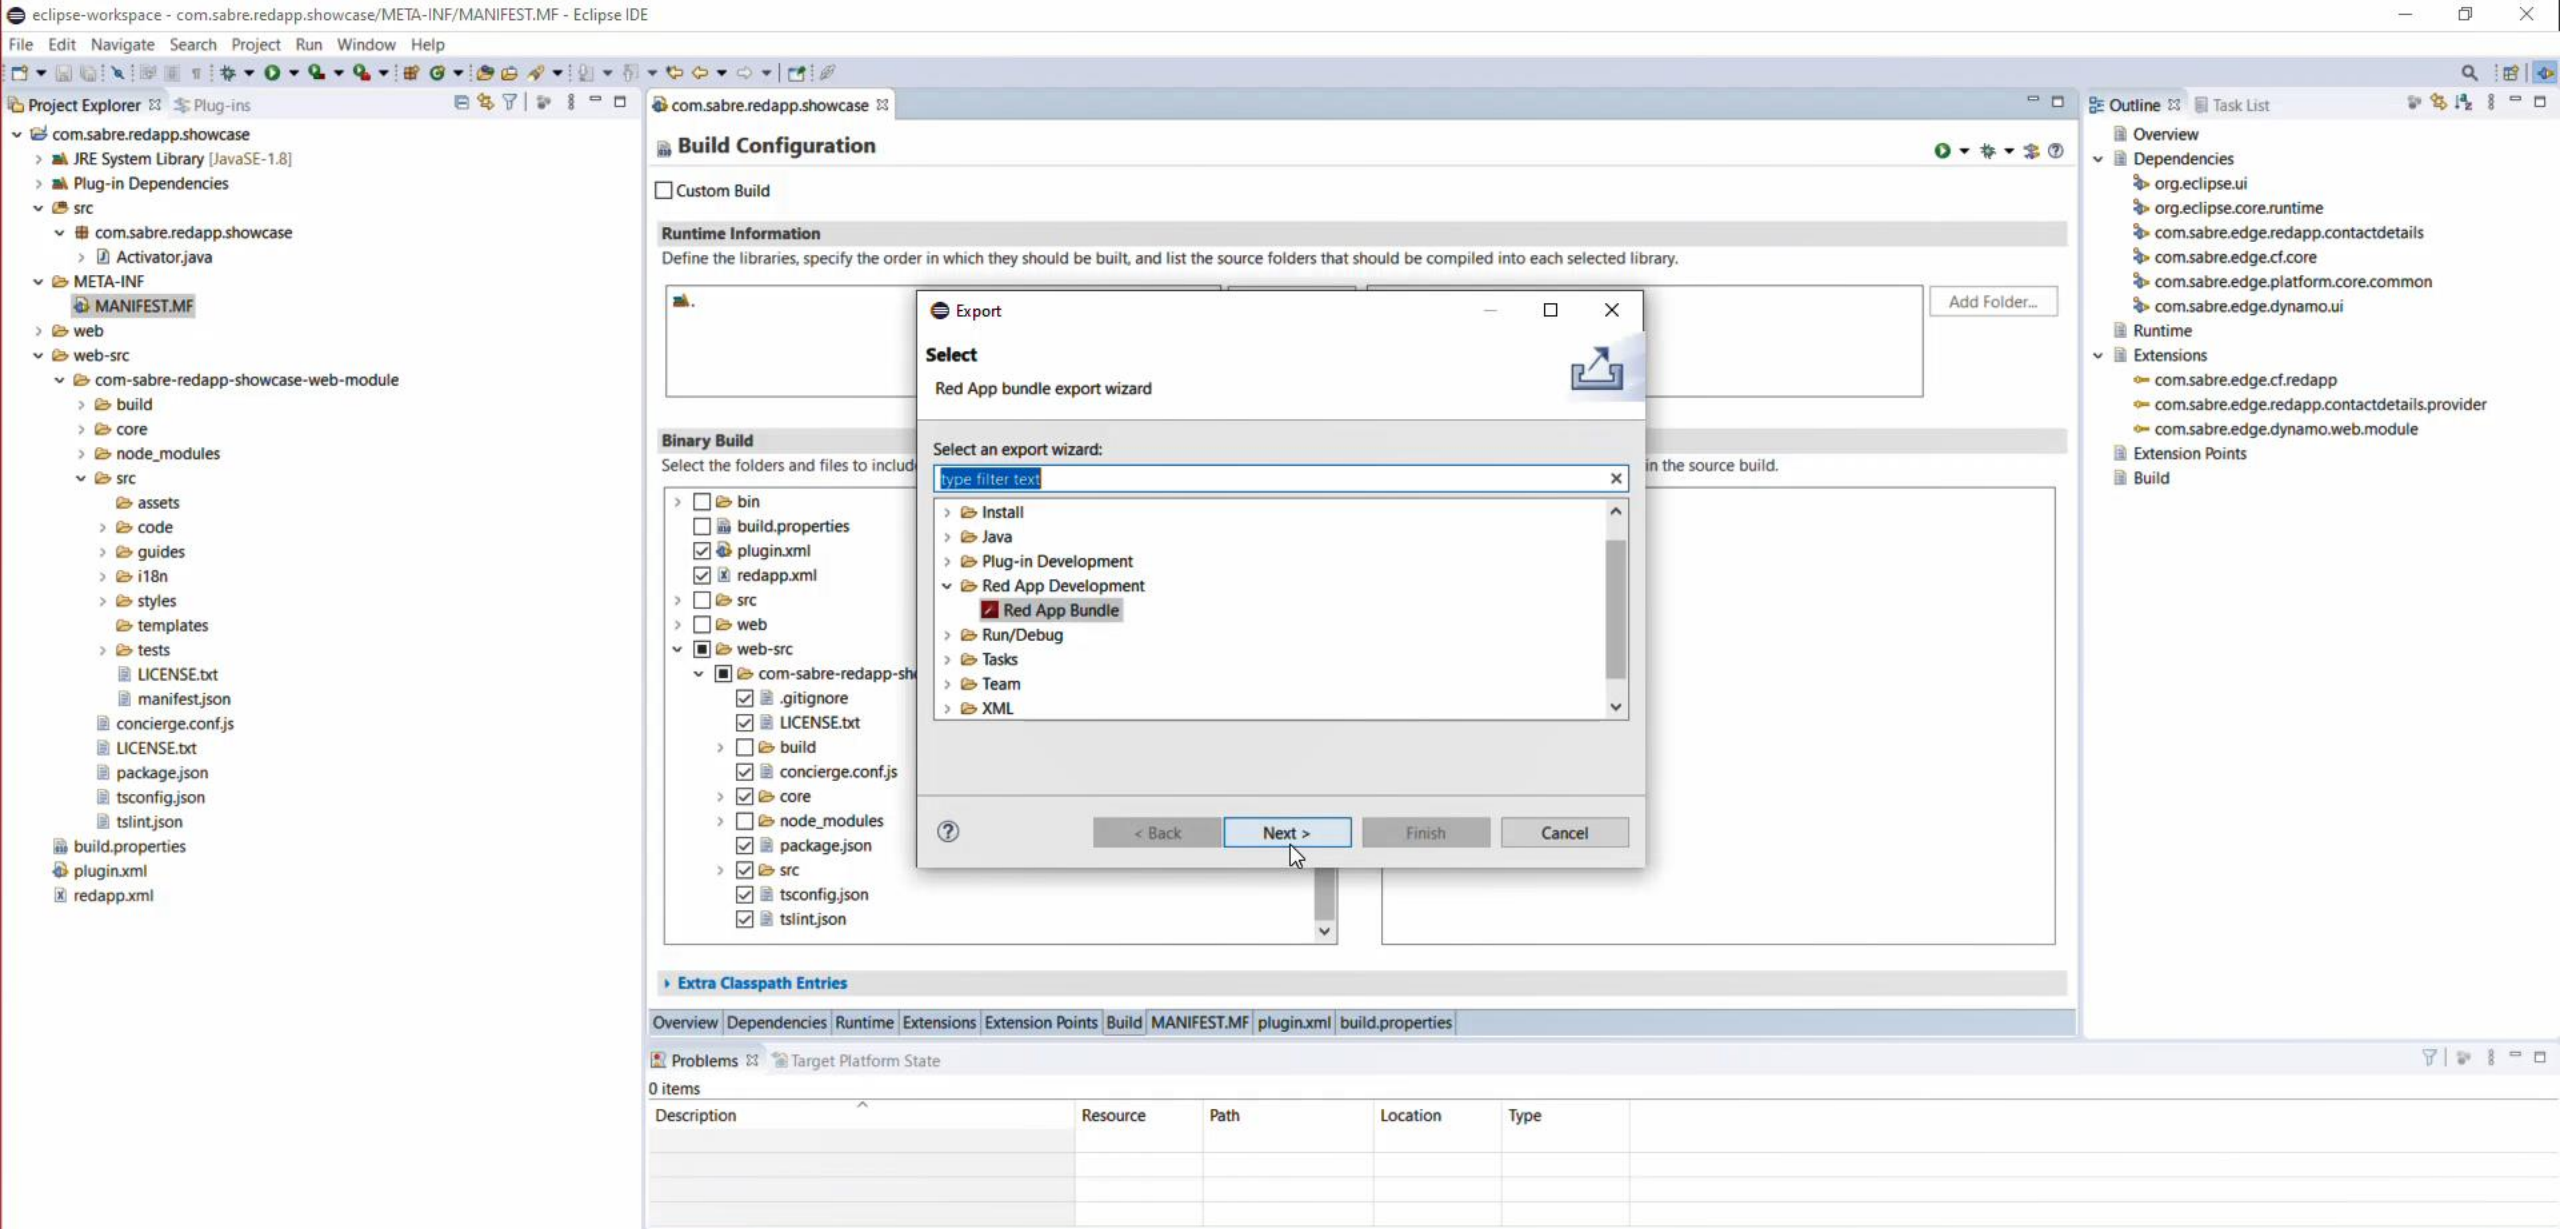 eclipse-workspace - com.sabre.redapp.showcase/META-INF/MANIFEST.MF - Eclipse IDE
File Edit Navigate Search Project Run Window Help
Project Explorer
Plug-ins
com.sabre.redapp.showcase
JRE System Library [JavaSE-1.8]
Plug-in Dependencies
src
com.sabre.redapp.showcase
Activator.java
META-INF
MANIFEST.MF
web
web-src
com-sabre-redapp-showcase-web-module
build
core
node_modules
src
assets
code
guides
i18n
styles
templates
tests
LICENSE.txt
manifest.json
concierge.conf.js
LICENSE.txt
package.json
tsconfig.json
tslint.json
build.properties
plugin.xml
redapp.xml
com.sabre.redapp.showcase
Build Configuration
Custom Build
Runtime Information
Define the libraries, specify the order in which they should be built, and list the source folders that should be compiled into each selected library.
.
Add Folder...
Binary Build
Select the folders and files to includ
in the source build.
bin
build.properties
plugin.xml
redapp.xml
src
web
web-src
com-sabre-redapp-sh
.gitignore
LICENSE.txt
build
concierge.conf.js
core
node_modules
package.json
src
tsconfig.json
tslint.json
Export
Select
Red App bundle export wizard
Select an export wizard:
type filter text
Install
Java
Plug-in Development
Red App Development
Red App Bundle
Run/Debug
Tasks
Team
XML
< Back
Next >
Finish
Cancel
Extra Classpath Entries
Overview Dependencies Runtime Extensions Extension Points Build MANIFEST.MF plugin.xml build.properties
Problems
Target Platform State
0 items
Description Resource Path Location Type
Outline
Task List
Overview
Dependencies
org.eclipse.ui
org.eclipse.core.runtime
com.sabre.edge.redapp.contactdetails
com.sabre.edge.cf.core
com.sabre.edge.platform.core.common
com.sabre.edge.dynamo.ui
Runtime
Extensions
com.sabre.edge.cf.redapp
com.sabre.edge.redapp.contactdetails.provider
com.sabre.edge.dynamo.web.module
Extension Points
Build